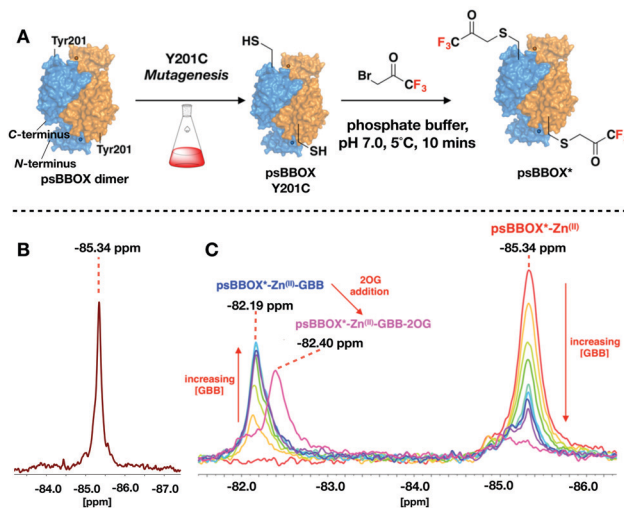 A
Tyr201
C-terminus
N-terminus
Tyr201
psBBOX dimer
Y201C
Mutagenesis
HS
SH
psBBOX
Y201C
O
Br
CF3
phosphate buffer,
pH 7.0, 5°C, 10 mins
O
F3C
S
S
CF
O
psBBOX*
B
-85.34 ppm
-84.0 -85.0 -86.0 -87.0
[ppm]
C
psBBOX*-Zn(II)-GBB
-82.19 ppm
2OG
addition
psBBOX*-Zn(II)-GBB-2OG
-82.40 ppm
increasing
[GBB]
psBBOX*-Zn(II)
-85.34 ppm
increasing
[GBB]
-82.0 -83.0 -84.0 -85.0 -86.0
[ppm]